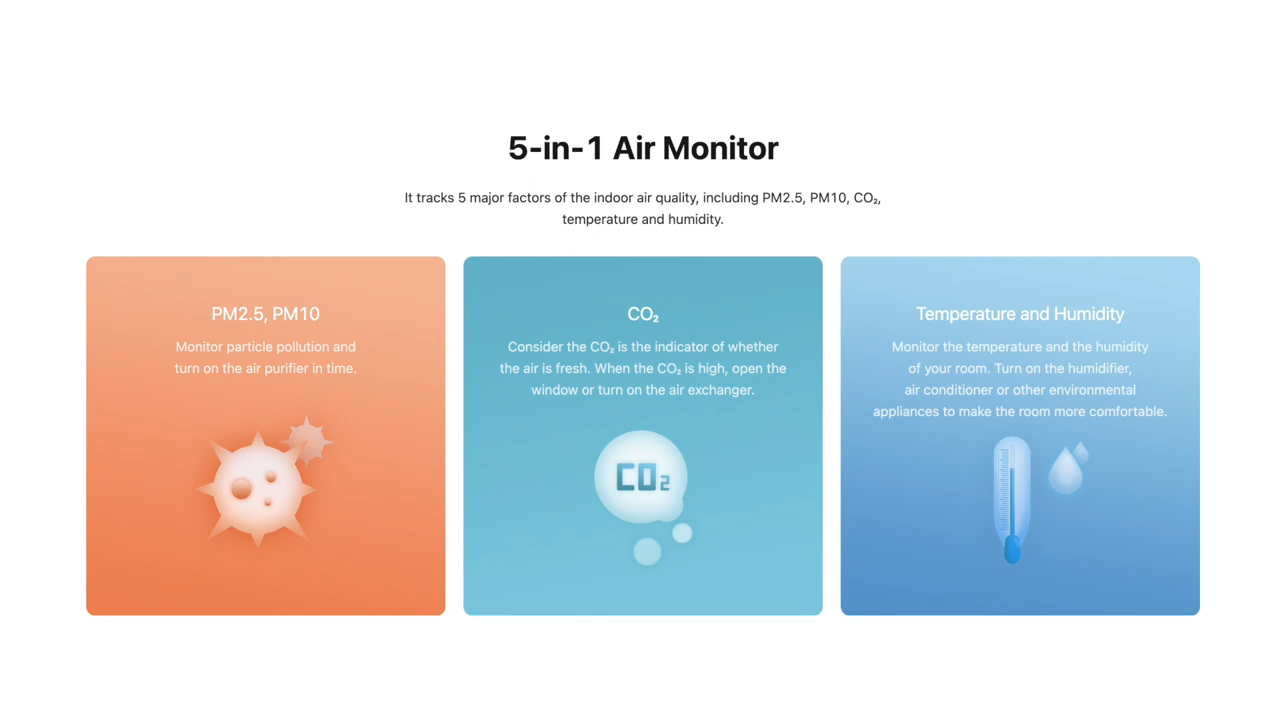 5-in-1 Air Monitor
It tracks 5 major factors of the indoor air quality, including PM2.5, PM10, CO₂,
temperature and humidity.
PM2.5, PM10
Monitor particle pollution and
turn on the air purifier in time.
CO₂
Consider the CO₂ is the indicator of whether
the air is fresh. When the CO₂ is high, open the
window or turn on the air exchanger.
CO₂
Temperature and Humidity
Monitor the temperature and the humidity
of your room. Turn on the humidifier,
air conditioner or other environmental
appliances to make the room more comfortable.